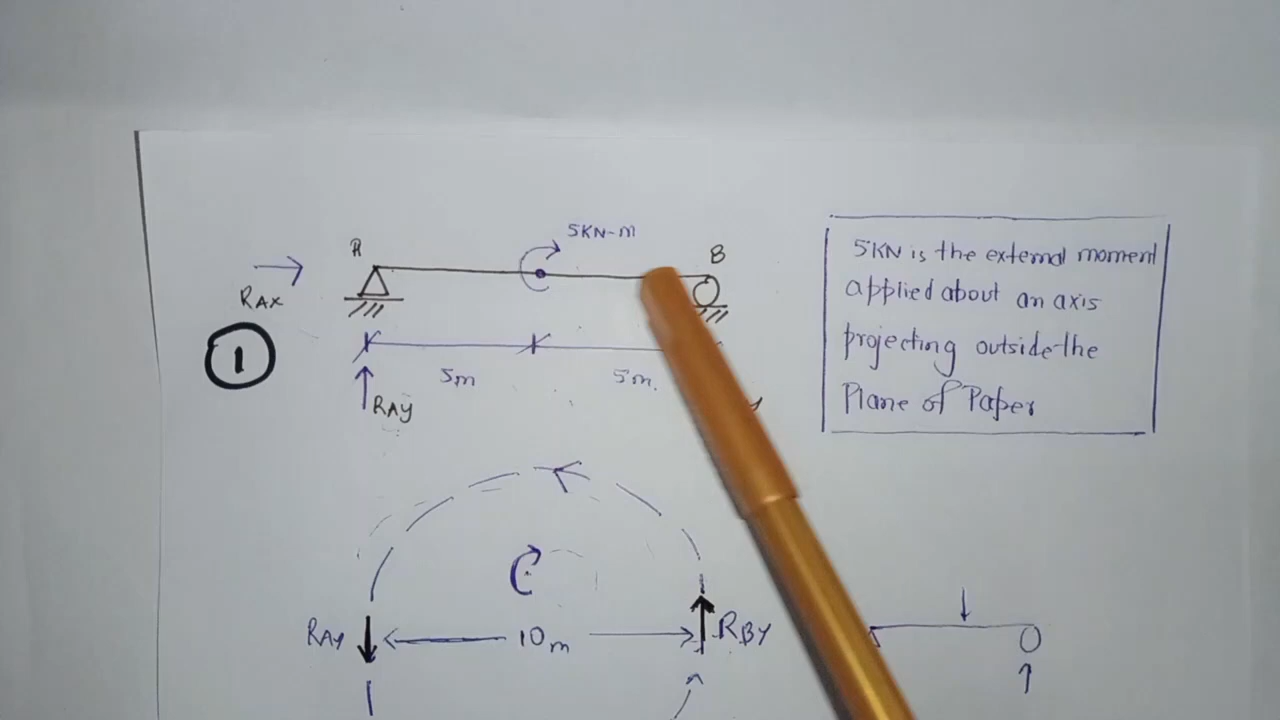 5KN-m
A
B
RAX
1
5m
5m.
RAY
5KN is the external moment
applied about an axis
projecting outside the
Plane of Paper
RAY
10m
RBY